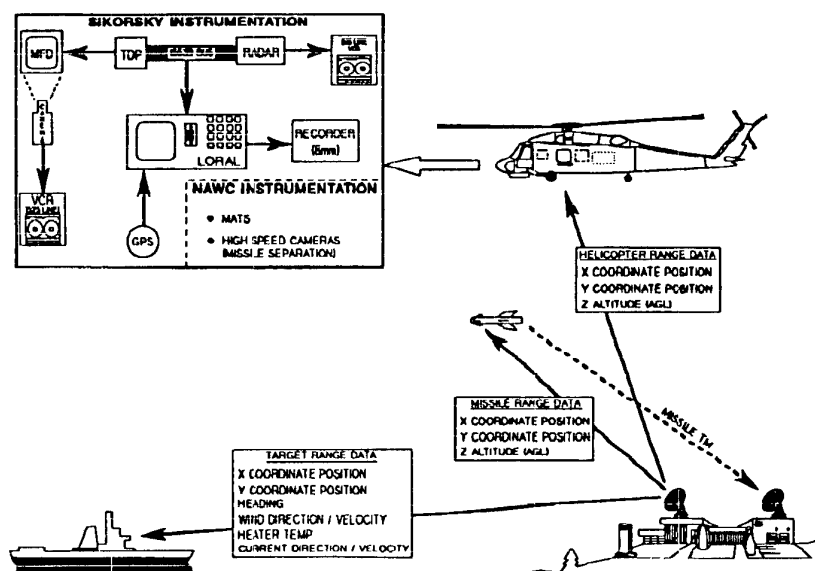 SIKORSKY INSTRUMENTATION
MFD
TDP
RADAR
VCR
LORAL
RECORDER
(8mm)
NAWC INSTRUMENTATION
• MATS
• HIGH SPEED CAMERAS
(MISSILE SEPARATION)
GPS
HELICOPTER RANGE DATA
X COORDINATE POSITION
Y COORDINATE POSITION
Z ALTITUDE (AGL)
MISSILE RANGE DATA
X COORDINATE POSITION
Y COORDINATE POSITION
Z ALTITUDE (AGL)
MISSILE TM
TARGET RANGE DATA
X COORDINATE POSITION
Y COORDINATE POSITION
HEADING
WIND DIRECTION / VELOCITY
HEATER TEMP
CURRENT DIRECTION / VELOCITY